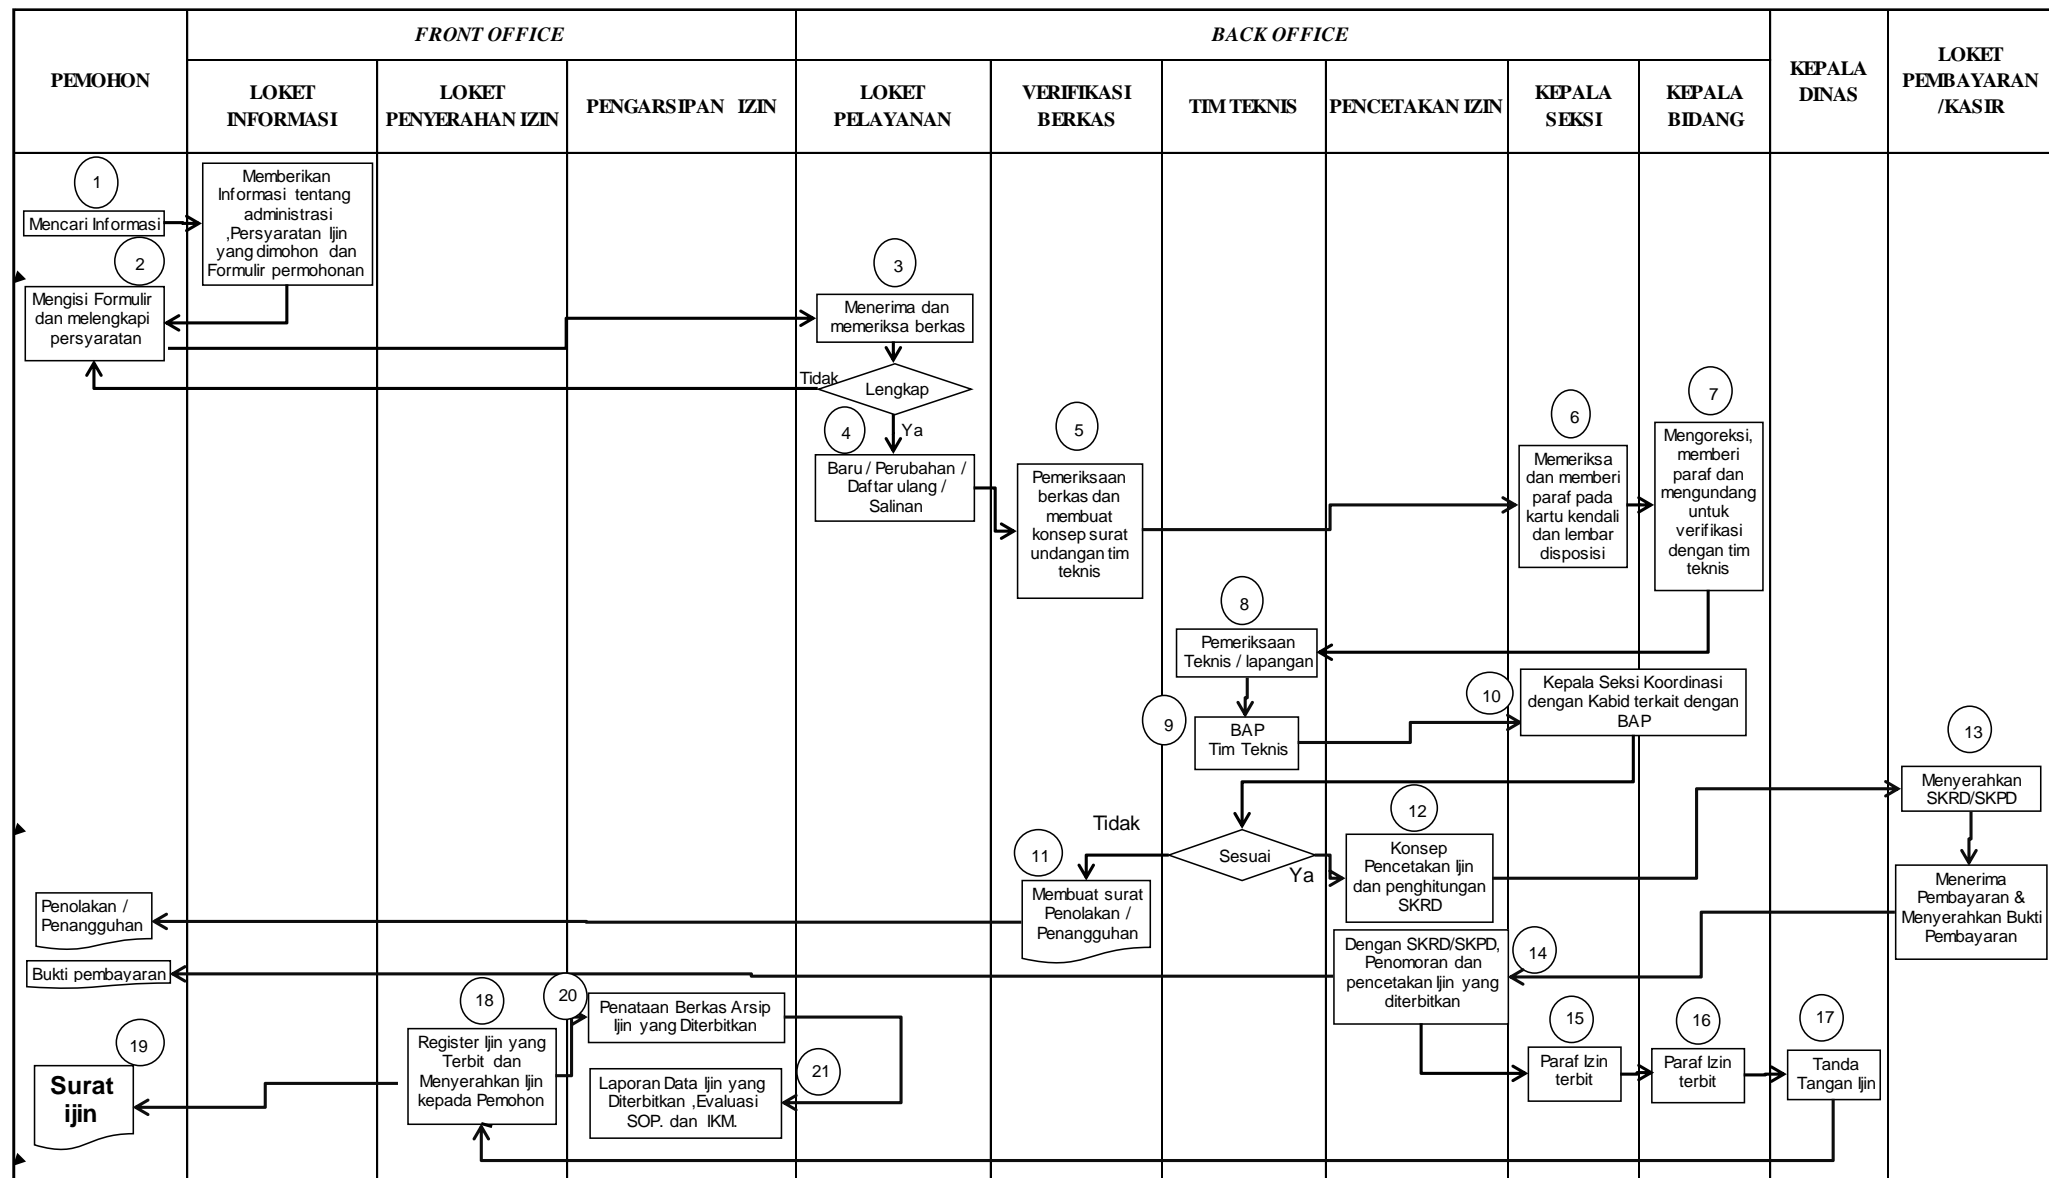 PEMOHON
FRONT OFFICE
BACK OFFICE
KEPALA
DINAS
LOKET
PEMBAYARAN
/KASIR
LOKET
INFORMASI
LOKET
PENYERAHAN IZIN
PENGARSIPAN IZIN
LOKET
PELAYANAN
VERIFIKASI
BERKAS
TIM TEKNIS
PENCETAKAN IZIN
KEPALA
SEKSI
KEPALA
BIDANG
1
Mencari Informasi
Memberikan
Informasi tentang
administrasi
,Persyaratan Ijin
yang dimohon dan
Formulir permohonan
2
Mengisi Formulir
dan melengkapi
persyaratan
3
Menerima dan
memeriksa berkas
Tidak
Lengkap
Ya
4
Baru / Perubahan /
Daftar ulang /
Salinan
5
Pemeriksaan
berkas dan
membuat
konsep surat
undangan tim
teknis
6
Memeriksa
dan memberi
paraf pada
kartu kendali
dan lembar
disposisi
7
Mengoreksi,
memberi
paraf dan
mengundang
untuk
verifikasi
dengan tim
teknis
8
Pemeriksaan
Teknis / lapangan
9
BAP
Tim Teknis
10
Kepala Seksi Koordinasi
dengan Kabid terkait dengan
BAP
Sesuai
Tidak
Ya
11
Membuat surat
Penolakan /
Penangguhan
Penolakan /
Penangguhan
12
Konsep
Pencetakan Ijin
dan penghitungan
SKRD
13
Menyerahkan
SKRD/SKPD
Menerima
Pembayaran &
Menyerahkan Bukti
Pembayaran
14
Dengan SKRD/SKPD,
Penomoran dan
pencetakan Ijin yang
diterbitkan
Bukti pembayaran
15
Paraf Izin
terbit
16
Paraf Izin
terbit
17
Tanda
Tangan Ijin
18
Register Ijin yang
Terbit dan
Menyerahkan Ijin
kepada Pemohon
19
Surat
ijin
20
Penataan Berkas Arsip
Ijin yang Diterbitkan
21
Laporan Data Ijin yang
Diterbitkan ,Evaluasi
SOP. dan IKM.